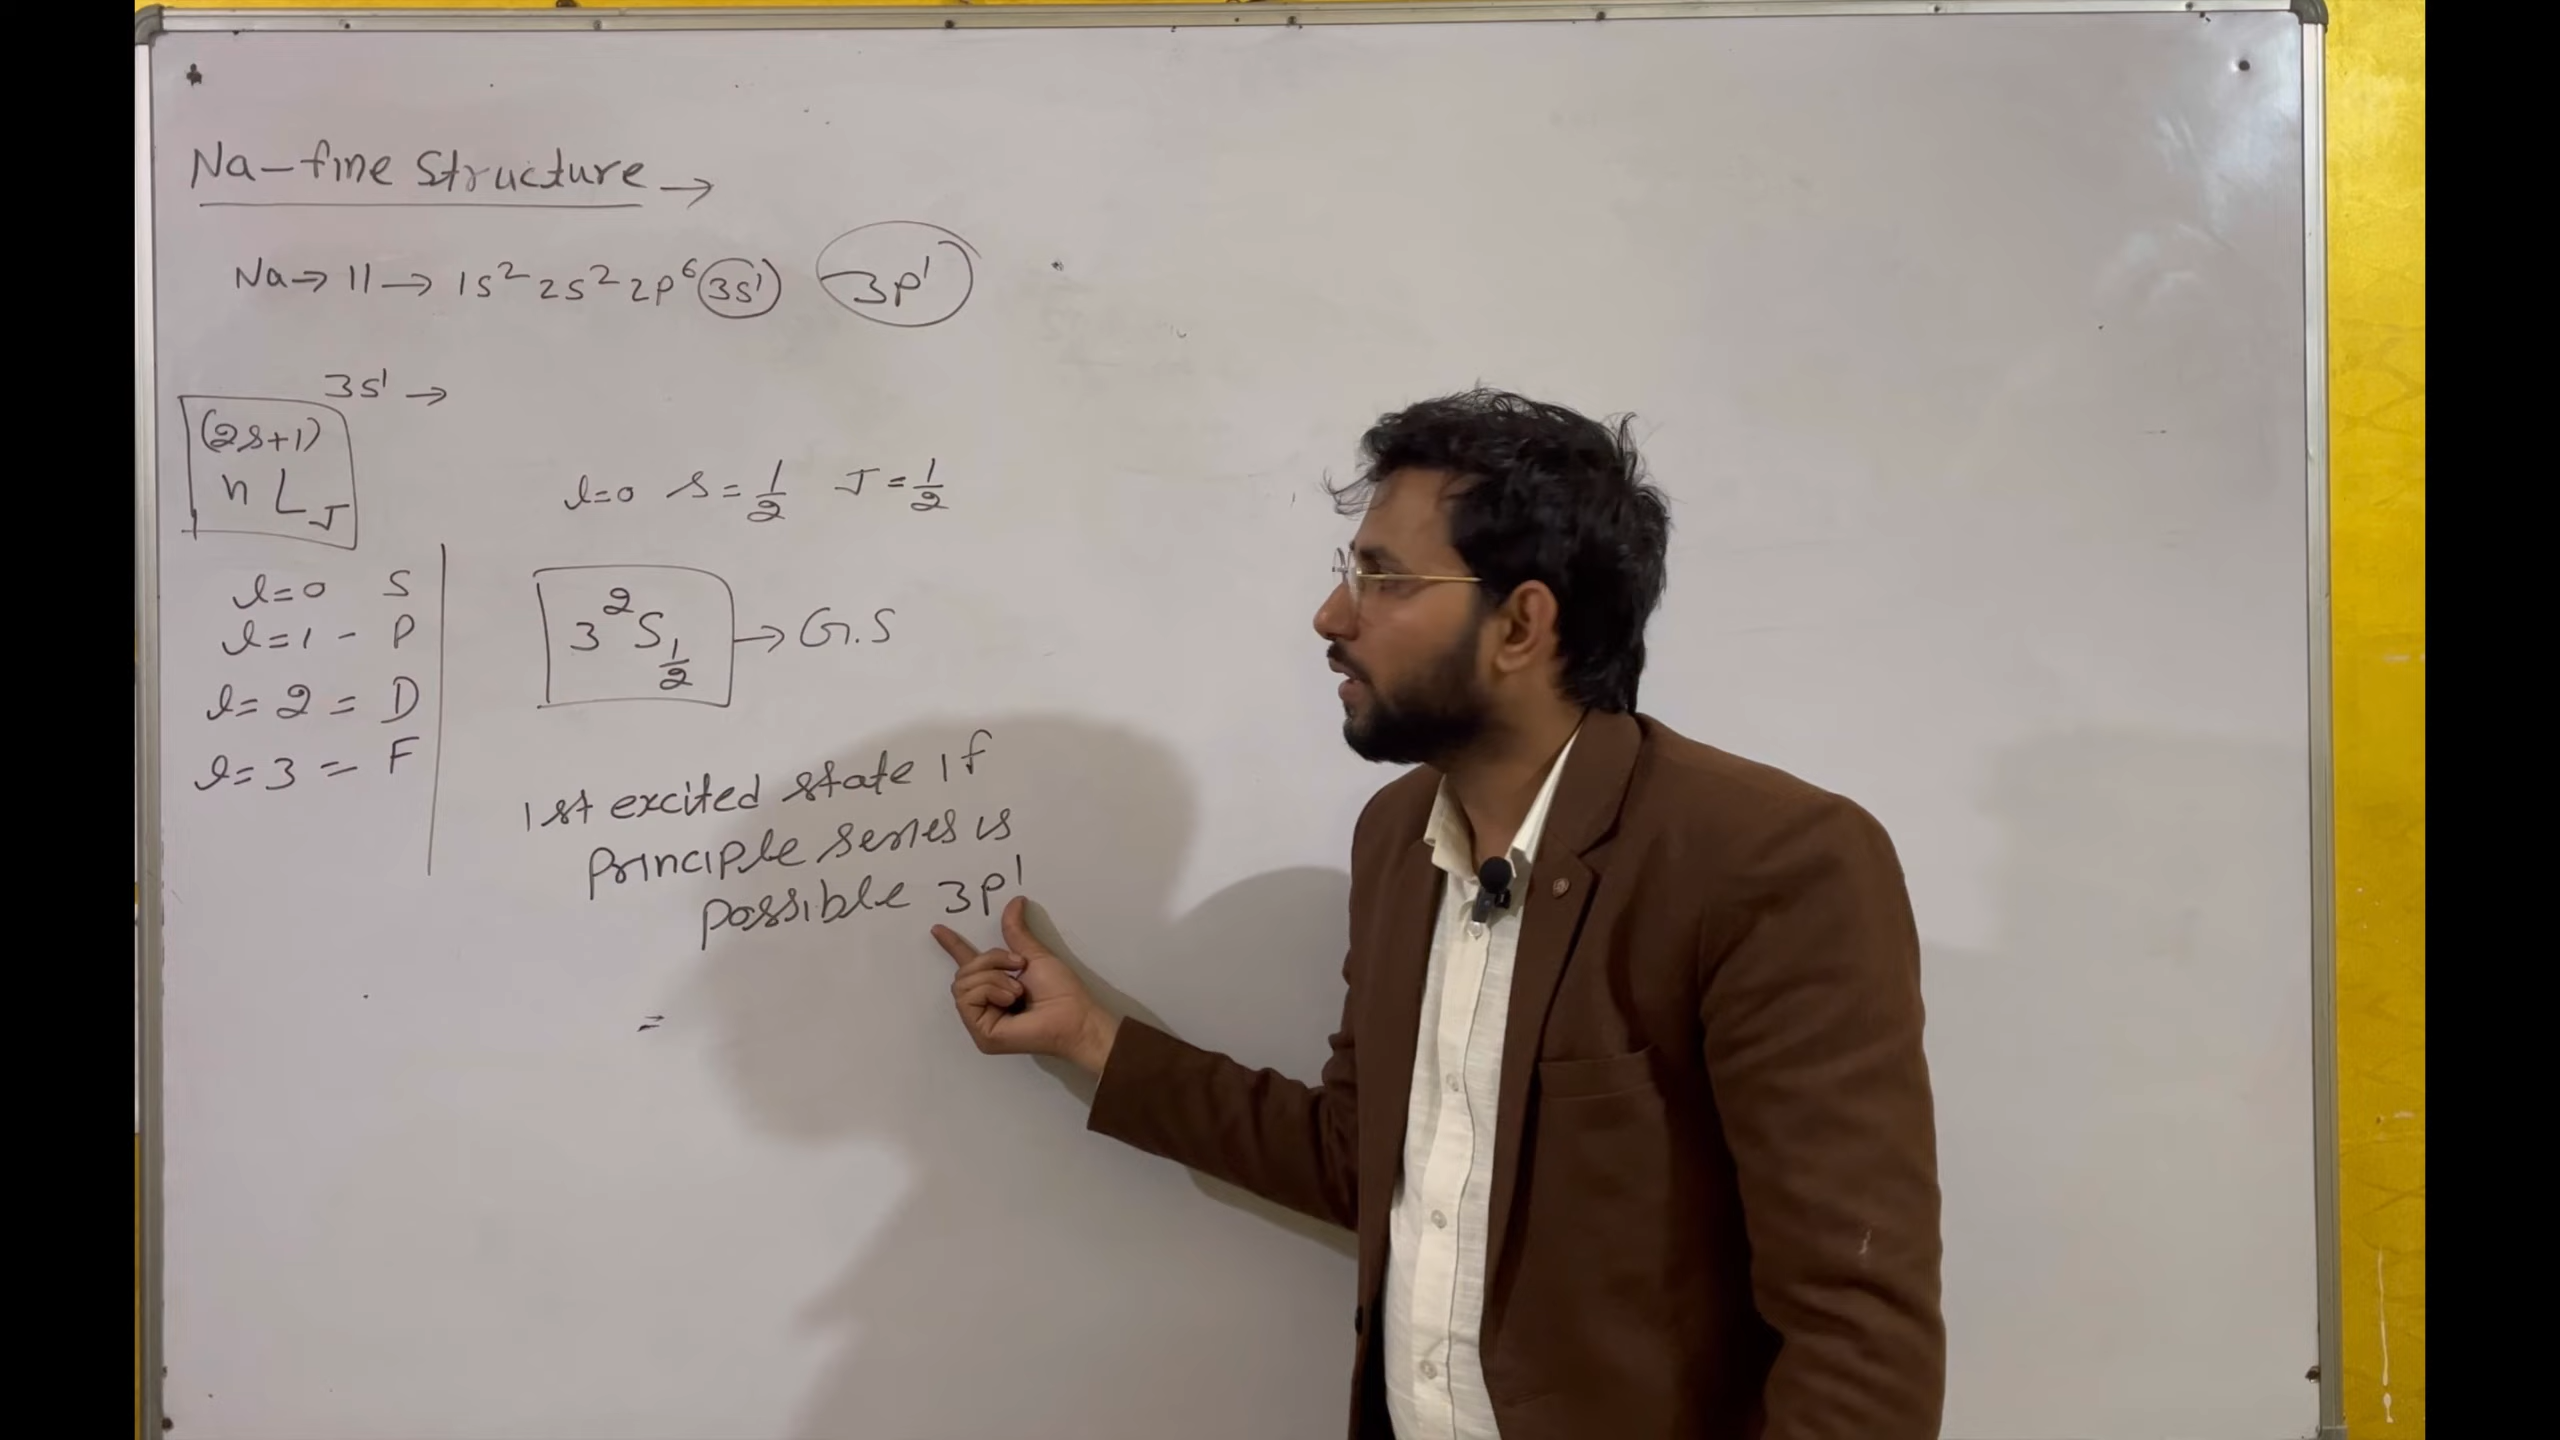 Na-fine structure →
Na → 11 → 1s² 2s² 2p⁶ 3s¹ 3p¹
3s¹ →
(2s+1)
n L_J
l=0 s=1/2 J=1/2
l=0 S
l=1 - P
l=2 = D
l=3 = F
3²S_1/2 → G.S
1st excited state if
principle series is
possible 3p¹
=